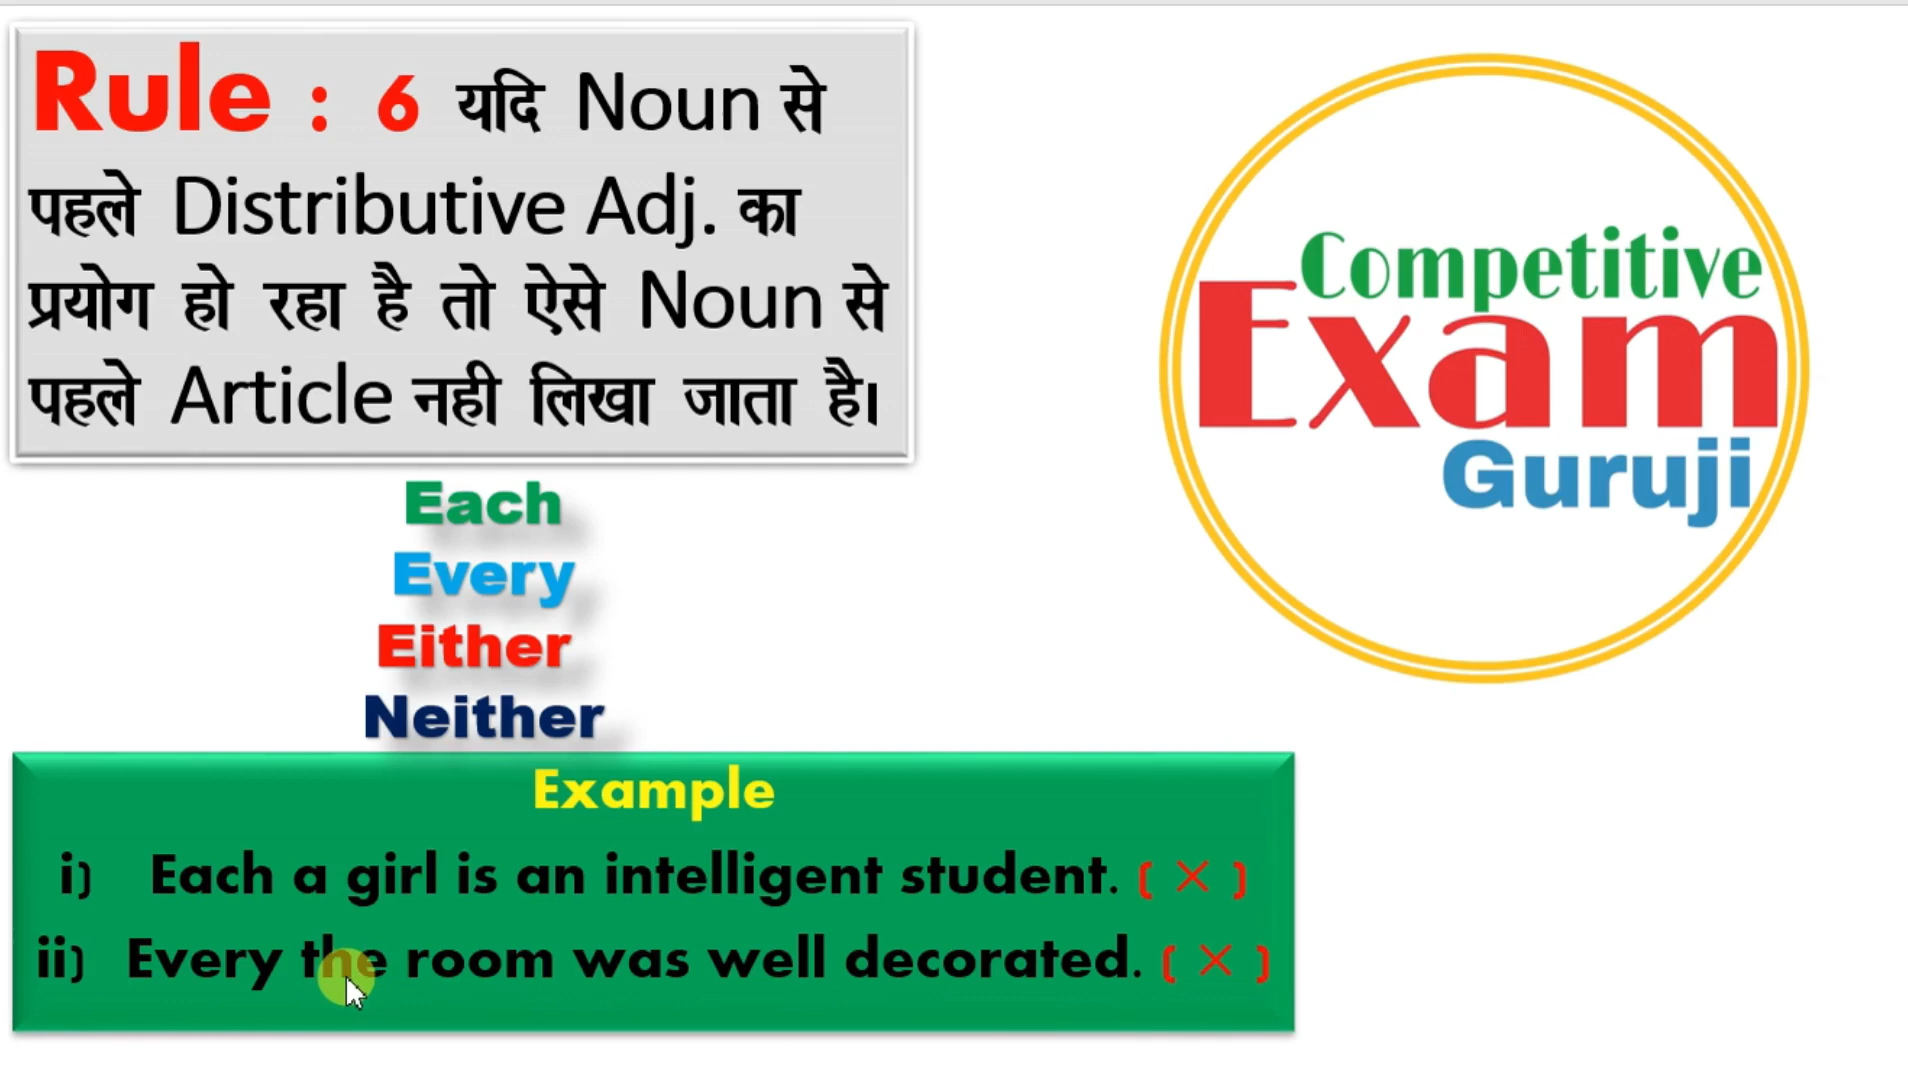 Rule : 6 यदि Noun से
पहले Distributive Adj. का
प्रयोग हो रहा है तो ऐसे Noun से
पहले Article नही लिखा जाता है।
Each
Every
Either
Neither
Example
i) Each a girl is an intelligent student. ( × )
ii) Every the room was well decorated. ( × )
Competitive
Exam
Guruji